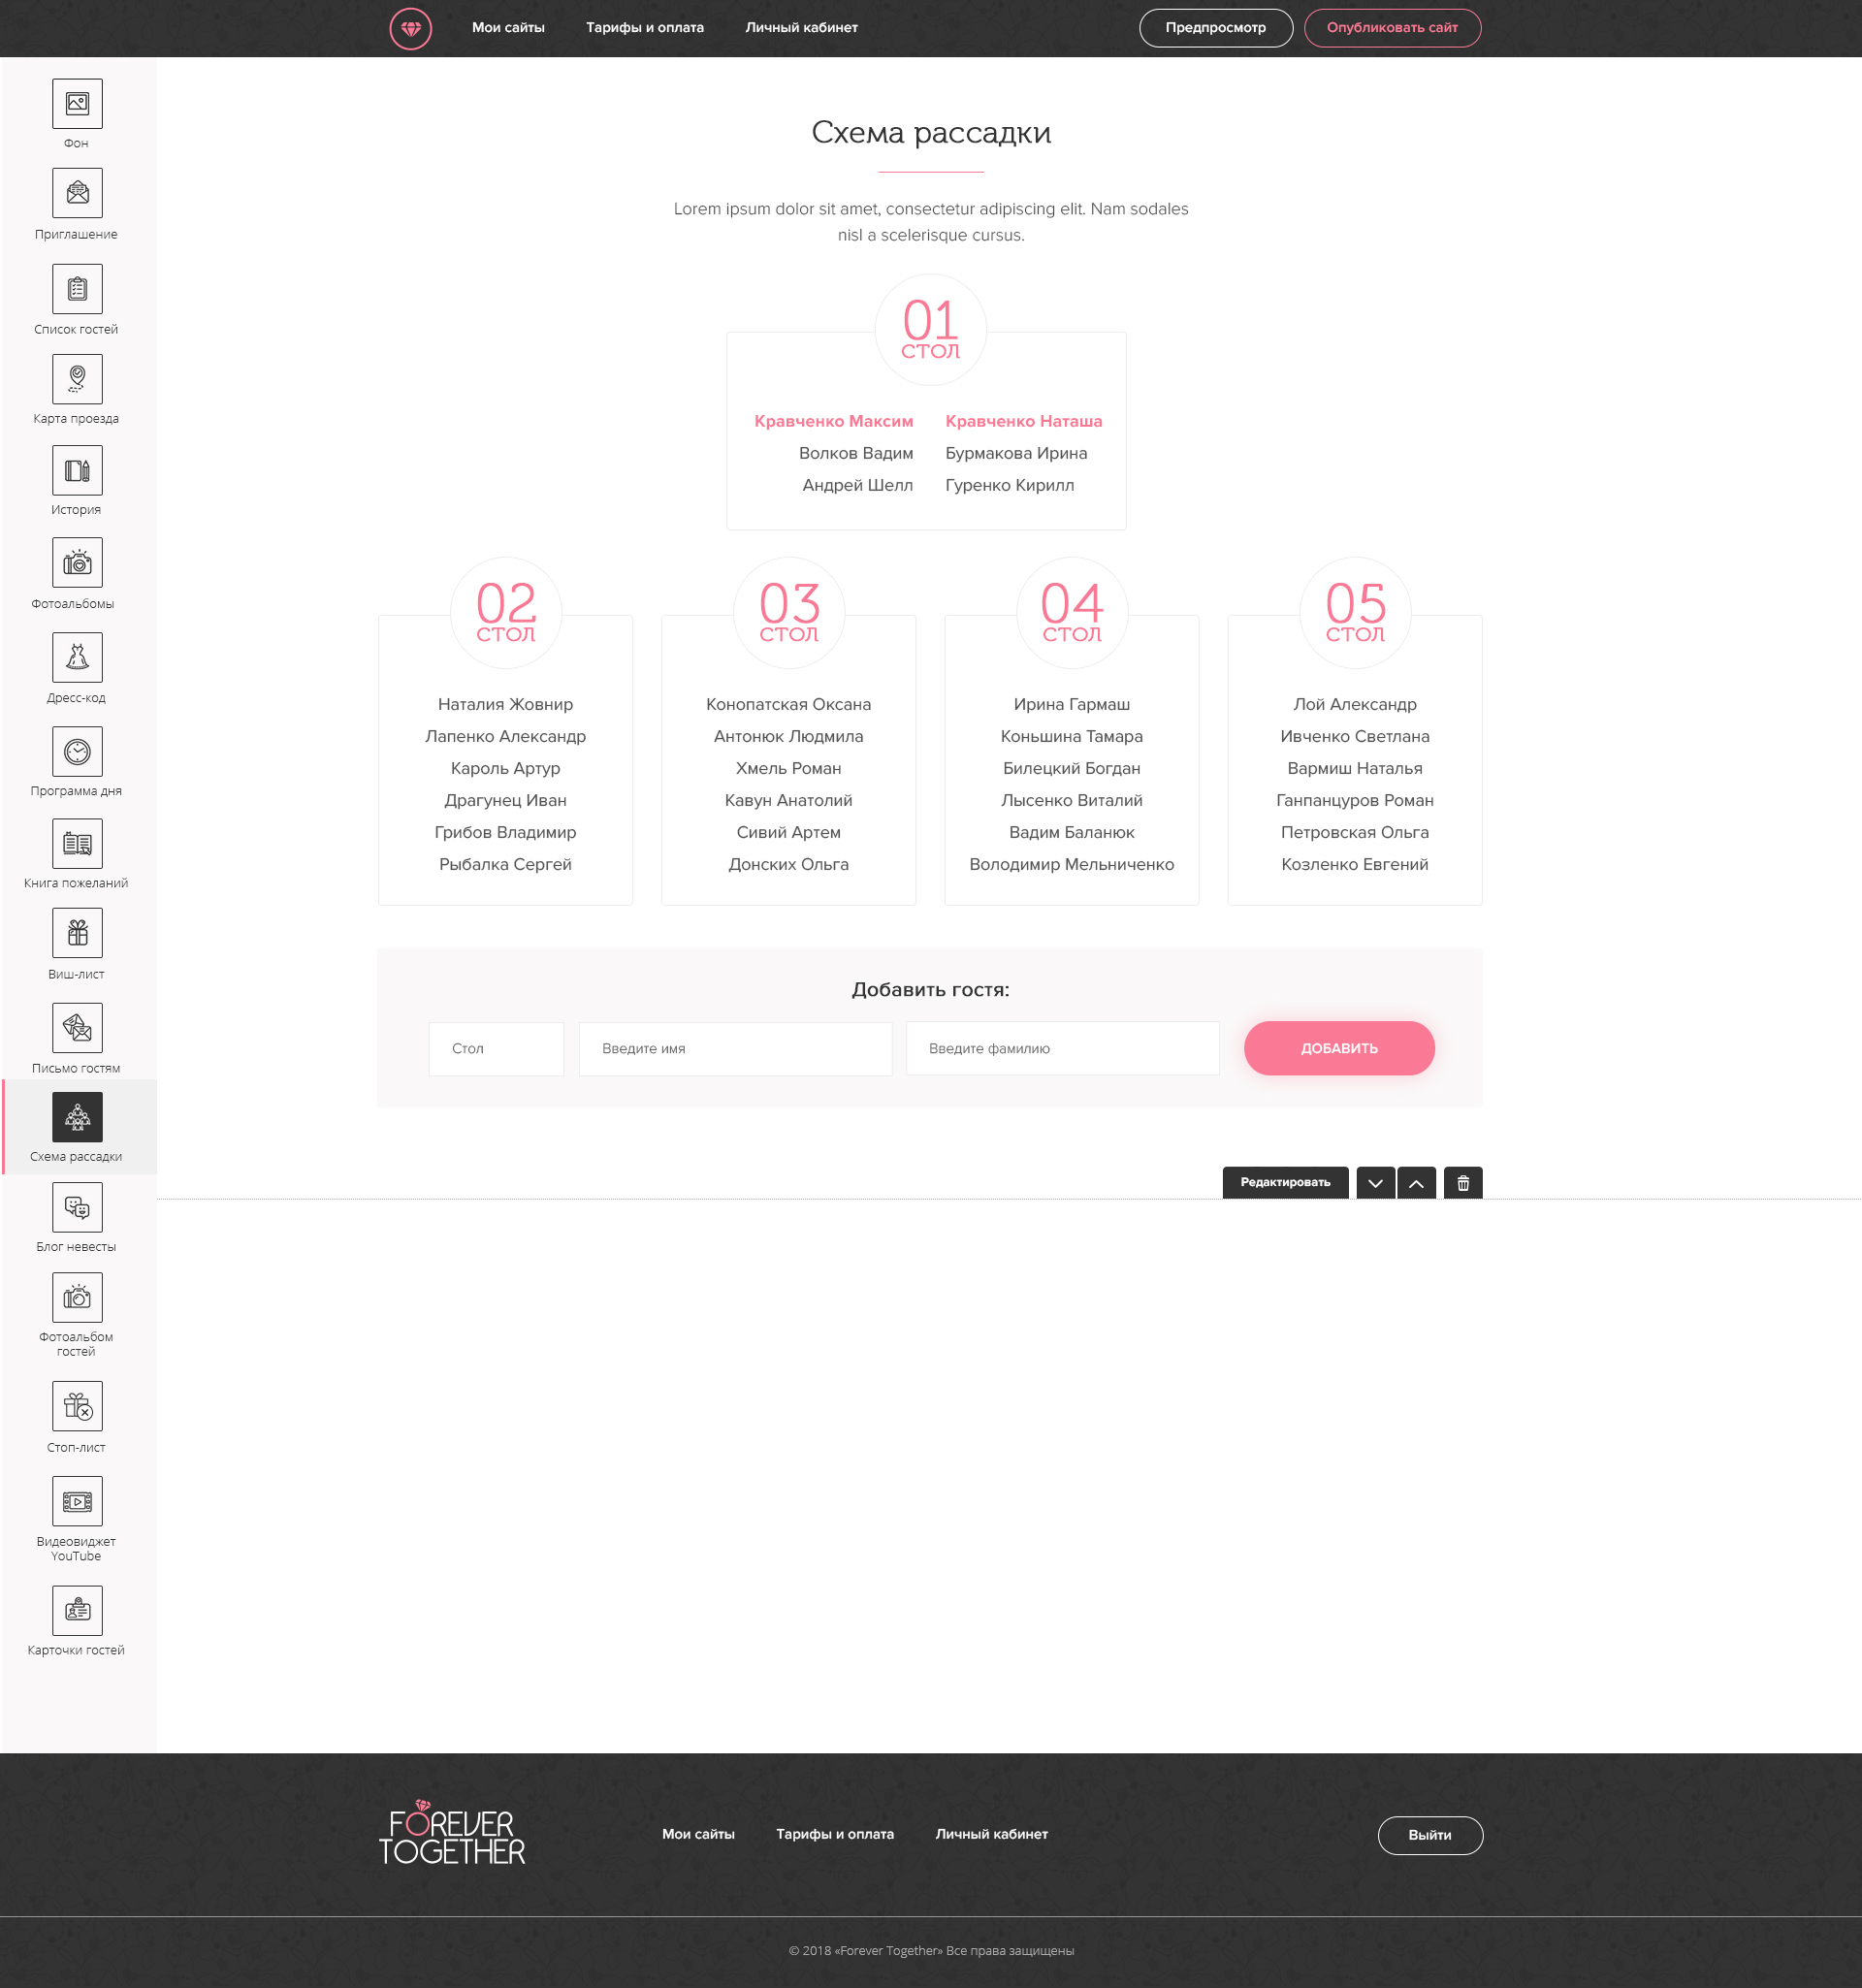 Мои сайты
Тарифы и оплата
Личный кабинет
Предпросмотр
Опубликовать сайт
Фон
Приглашение
Список гостей
Карта проезда
История
Фотоальбомы
Дресс-код
Программа дня
Книга пожеланий
Виш-лист
Письмо гостям
Схема рассадки
Блог невесты
Фотоальбом
гостей
Стоп-лист
Видеовиджет
YouTube
Карточки гостей
Схема рассадки
Lorem ipsum dolor sit amet, consectetur adipiscing elit. Nam sodales
nisl a scelerisque cursus.
01
СТОЛ
Кравченко Максим
Волков Вадим
Андрей Шелл
Кравченко Наташа
Бурмакова Ирина
Гуренко Кирилл
02
СТОЛ
Наталия Жовнир
Лапенко Александр
Кароль Артур
Драгунец Иван
Грибов Владимир
Рыбалка Сергей
03
СТОЛ
Конопатская Оксана
Антонюк Людмила
Хмель Роман
Кавун Анатолий
Сивий Артем
Донских Ольга
04
СТОЛ
Ирина Гармаш
Коньшина Тамара
Билецкий Богдан
Лысенко Виталий
Вадим Баланюк
Володимир Мельниченко
05
СТОЛ
Лой Александр
Ивченко Светлана
Вармиш Наталья
Ганпанцуров Роман
Петровская Ольга
Козленко Евгений
Добавить гостя:
Стол
Введите имя
Введите фамилию
ДОБАВИТЬ
Редактировать
FOREVER
TOGETHER
Мои сайты
Тарифы и оплата
Личный кабинет
Выйти
© 2018 «Forever Together» Все права защищены